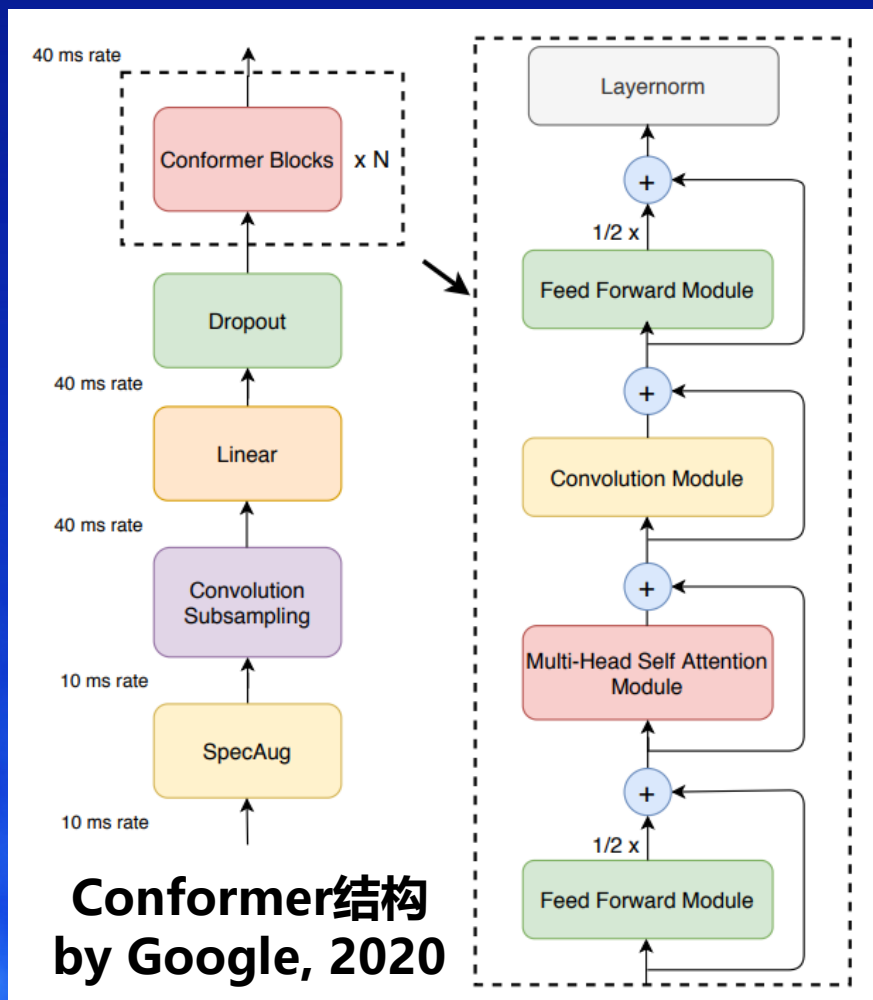 40 ms rate
Conformer Blocks
x N
Dropout
40 ms rate
Linear
40 ms rate
Convolution
Subsampling
10 ms rate
SpecAug
10 ms rate
Conformer结构
by Google, 2020
Layernorm
+
1/2 x
Feed Forward Module
+
Convolution Module
+
Multi-Head Self Attention
Module
+
1/2 x
Feed Forward Module